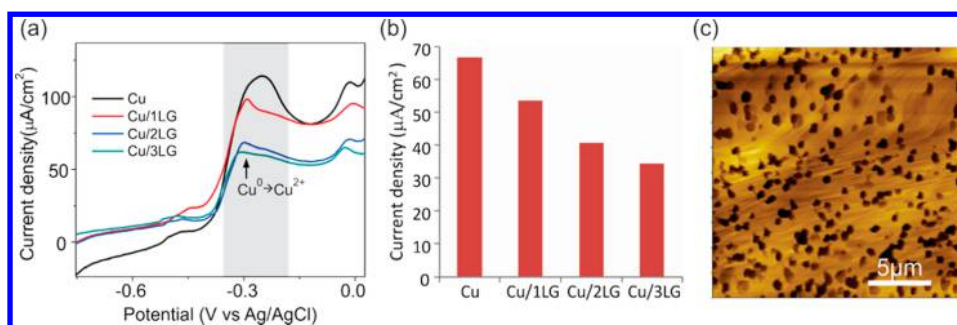 (a)
Current density(μA/cm²)
100
50
0
Cu
Cu/1LG
Cu/2LG
Cu/3LG
Cu⁰→Cu²⁺
-0.6
-0.3
0.0
Potential (V vs Ag/AgCl)
(b)
Current density (μA/cm²)
70
60
50
40
30
20
10
0
Cu
Cu/1LG
Cu/2LG
Cu/3LG
(c)
5μm